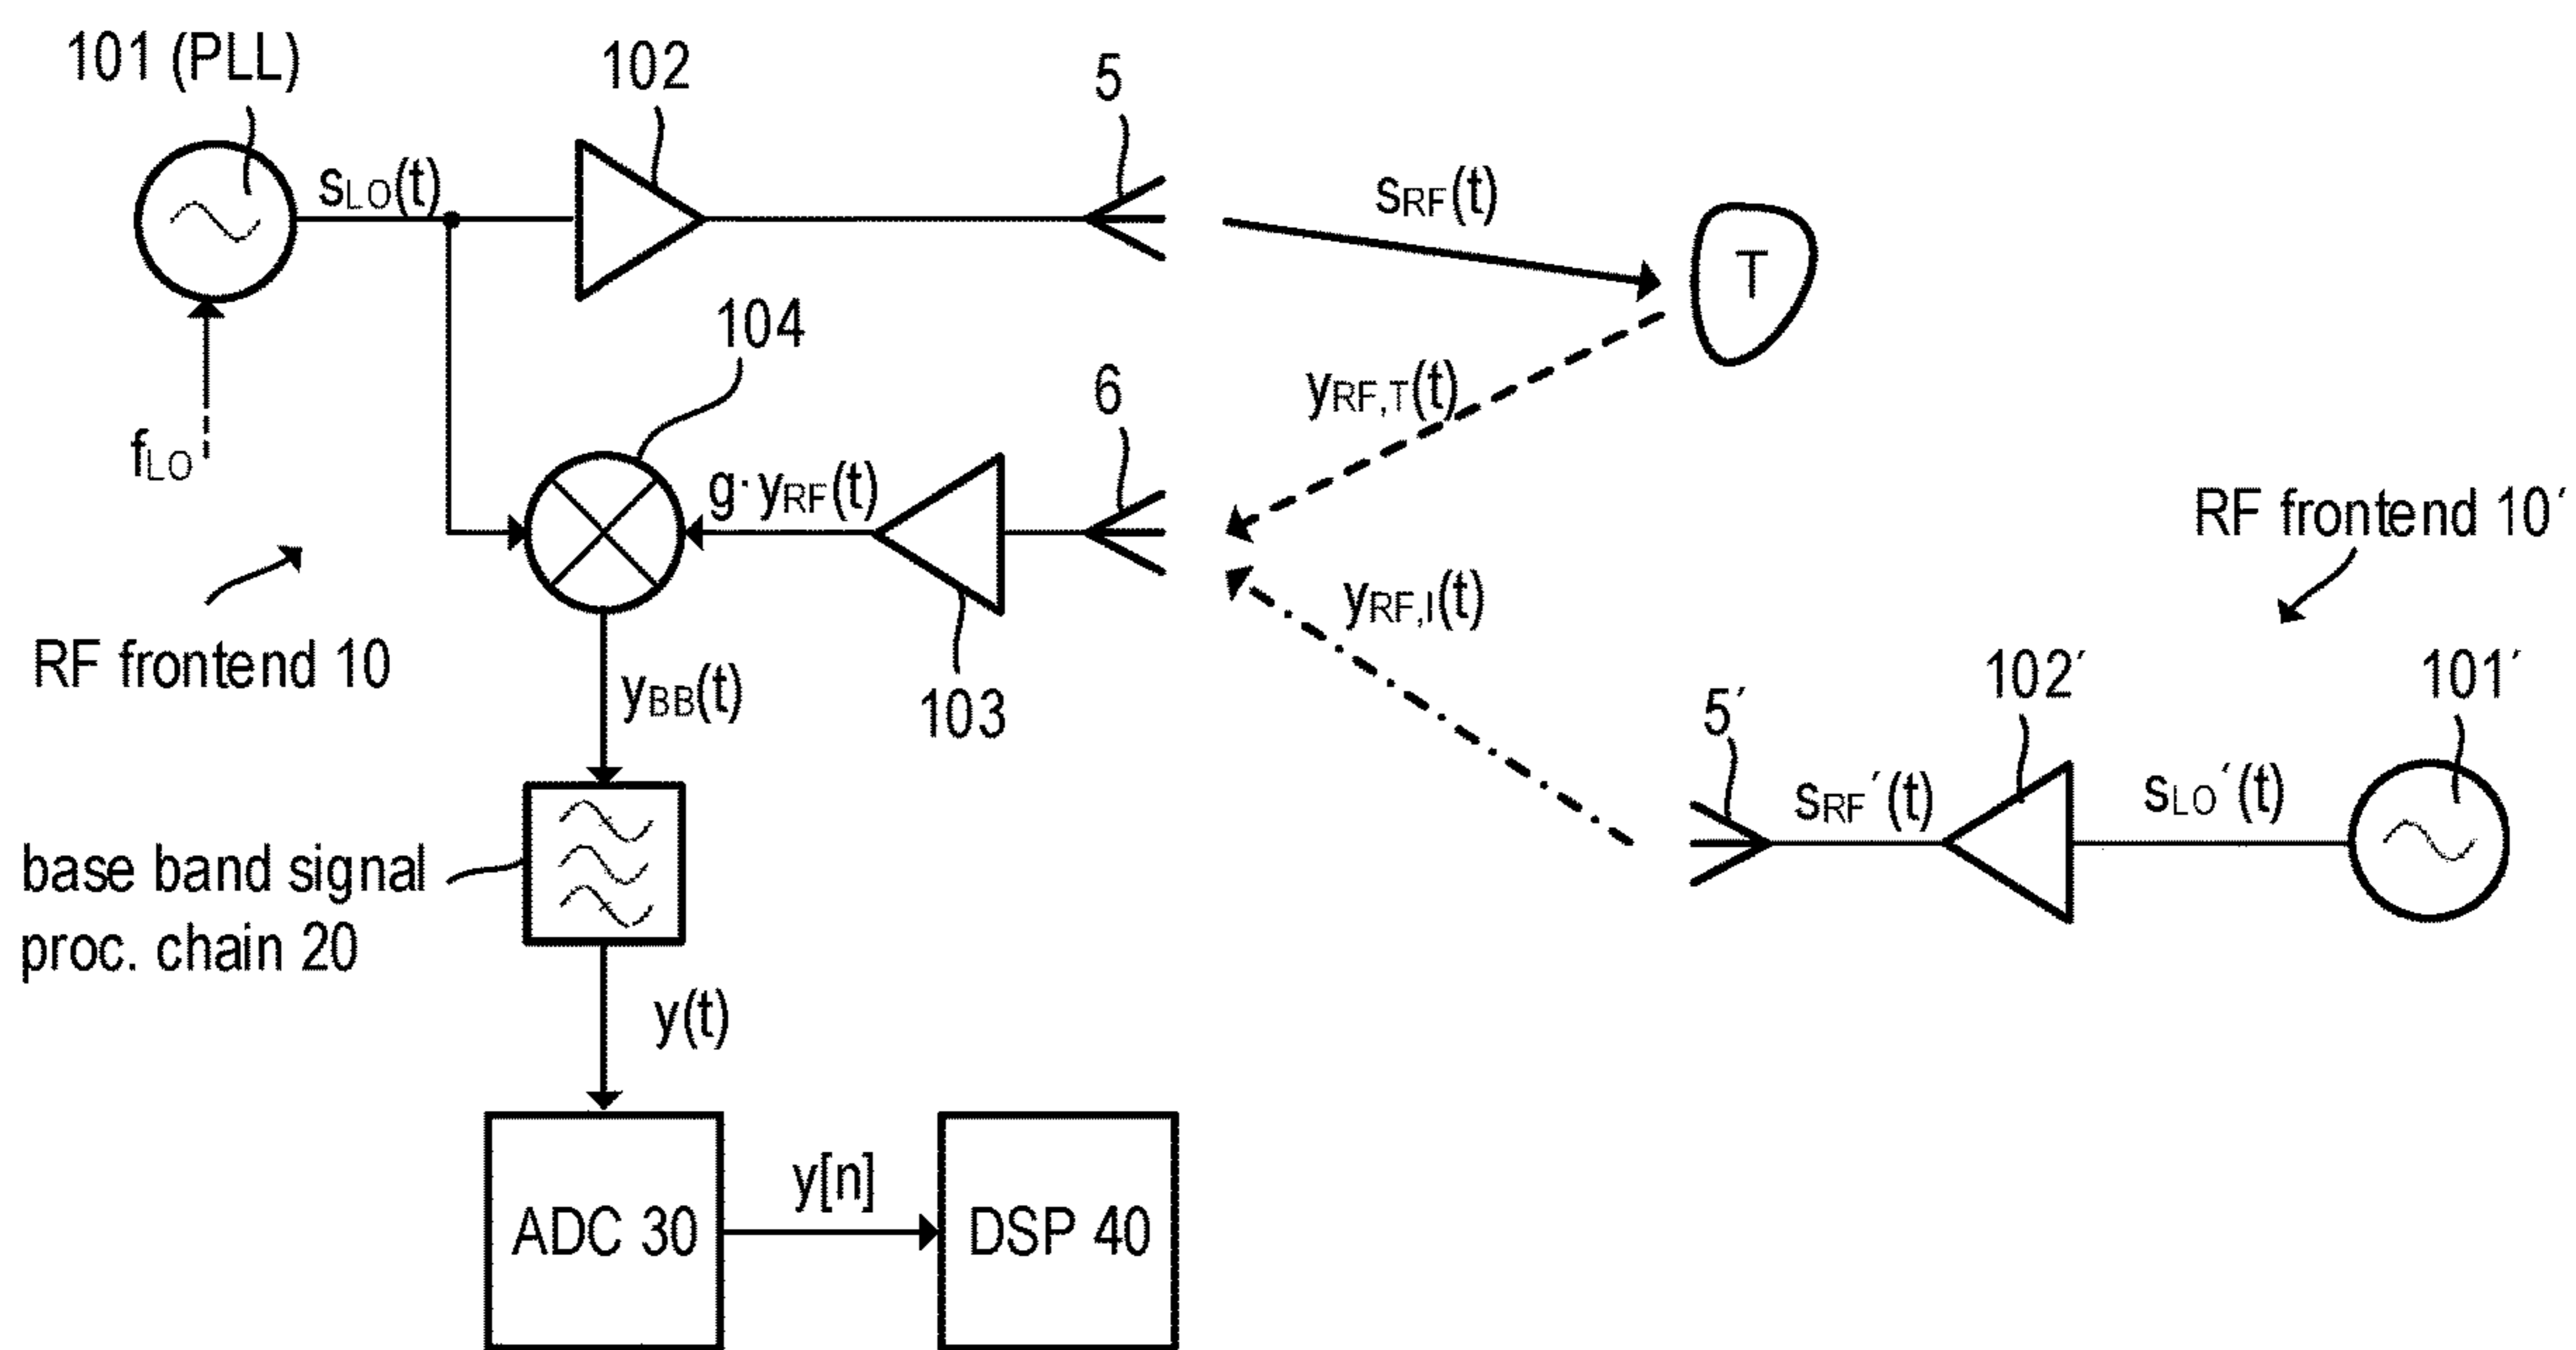 101 (PLL)
102
5
sLO(t)
sRF(t)
T
104
fLO
6
yRF,T(t)
g· yRF(t)
RF frontend 10´
yRF,I(t)
RF frontend 10
yBB(t)
103
5´
102´
101´
sRF´(t)
sLO´(t)
base band signal
proc. chain 20
y(t)
y[n]
ADC 30
DSP 40